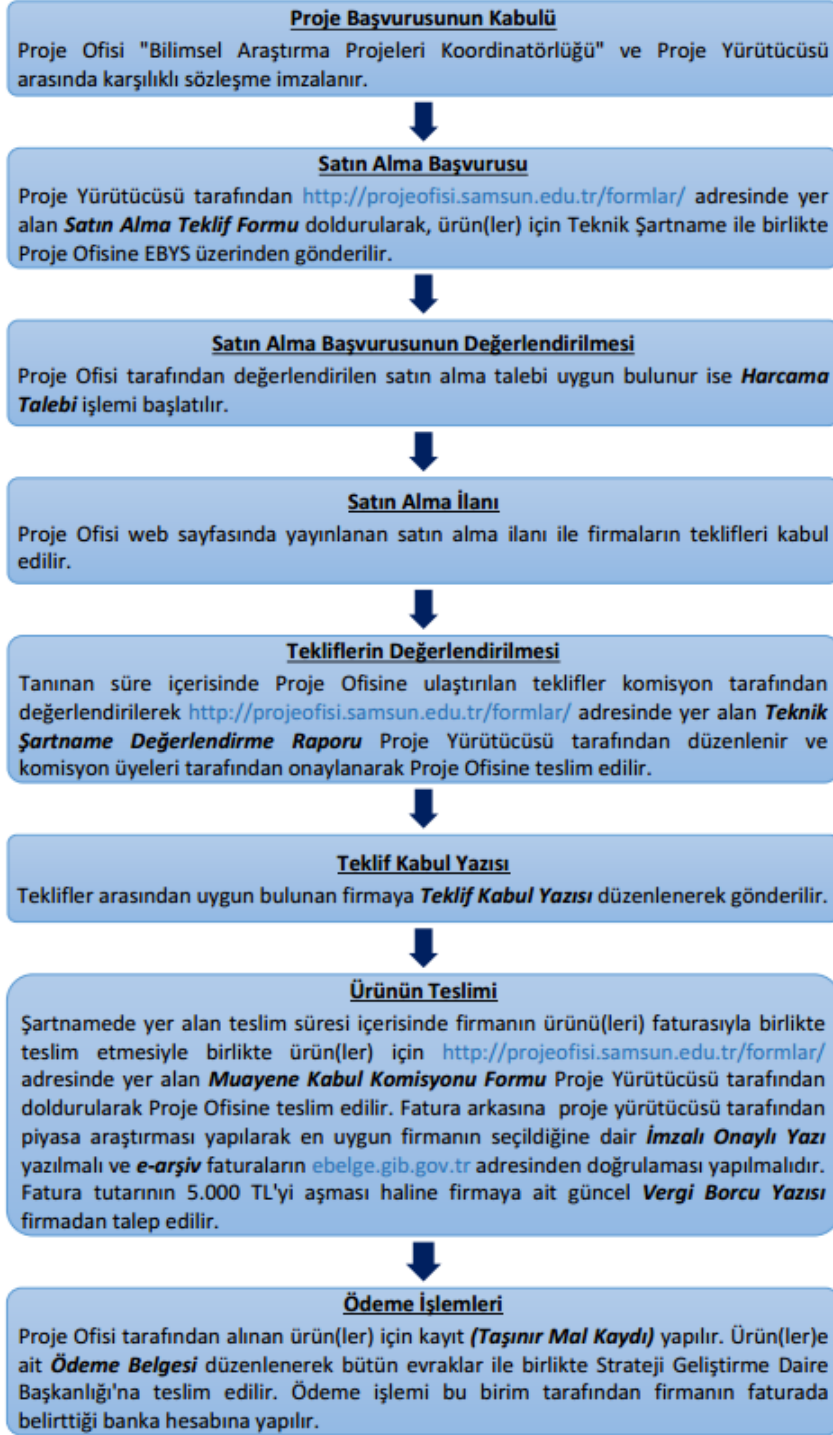 Proje Başvurusunun Kabulü
Proje Ofisi "Bilimsel Araştırma Projeleri Koordinatörlüğü" ve Proje Yürütücüsü
arasında karşılıklı sözleşme imzalanır.
Satın Alma Başvurusu
Proje Yürütücüsü tarafından http://projeofisi.samsun.edu.tr/formlar/ adresinde yer
alan Satın Alma Teklif Formu doldurularak, ürün(ler) için Teknik Şartname ile birlikte
Proje Ofisine EBYS üzerinden gönderilir.
Satın Alma Başvurusunun Değerlendirilmesi
Proje Ofisi tarafından değerlendirilen satın alma talebi uygun bulunur ise Harcama
Talebi işlemi başlatılır.
Satın Alma İlanı
Proje Ofisi web sayfasında yayınlanan satın alma ilanı ile firmaların teklifleri kabul
edilir.
Tekliflerin Değerlendirilmesi
Tanınan süre içerisinde Proje Ofisine ulaştırılan teklifler komisyon tarafından
değerlendirilerek http://projeofisi.samsun.edu.tr/formlar/ adresinde yer alan Teknik
Şartname Değerlendirme Raporu Proje Yürütücüsü tarafından düzenlenir ve
komisyon üyeleri tarafından onaylanarak Proje Ofisine teslim edilir.
Teklif Kabul Yazısı
Teklifler arasından uygun bulunan firmaya Teklif Kabul Yazısı düzenlenerek gönderilir.
Ürünün Teslimi
Şartnamede yer alan teslim süresi içerisinde firmanın ürünü(leri) faturasıyla birlikte
teslim etmesiyle birlikte ürün(ler) için http://projeofisi.samsun.edu.tr/formlar/
adresinde yer alan Muayene Kabul Komisyonu Formu Proje Yürütücüsü tarafından
doldurularak Proje Ofisine teslim edilir. Fatura arkasına proje yürütücüsü tarafından
piyasa araştırması yapılarak en uygun firmanın seçildiğine dair İmzalı Onaylı Yazı
yazılmalı ve e-arşiv faturaların ebelge.gib.gov.tr adresinden doğrulaması yapılmalıdır.
Fatura tutarının 5.000 TL'yi aşması haline firmaya ait güncel Vergi Borcu Yazısı
firmadan talep edilir.
Ödeme İşlemleri
Proje Ofisi tarafından alınan ürün(ler) için kayıt (Taşınır Mal Kaydı) yapılır. Ürün(ler)e
ait Ödeme Belgesi düzenlenerek bütün evraklar ile birlikte Strateji Geliştirme Daire
Başkanlığı'na teslim edilir. Ödeme işlemi bu birim tarafından firmanın faturada
belirttiği banka hesabına yapılır.